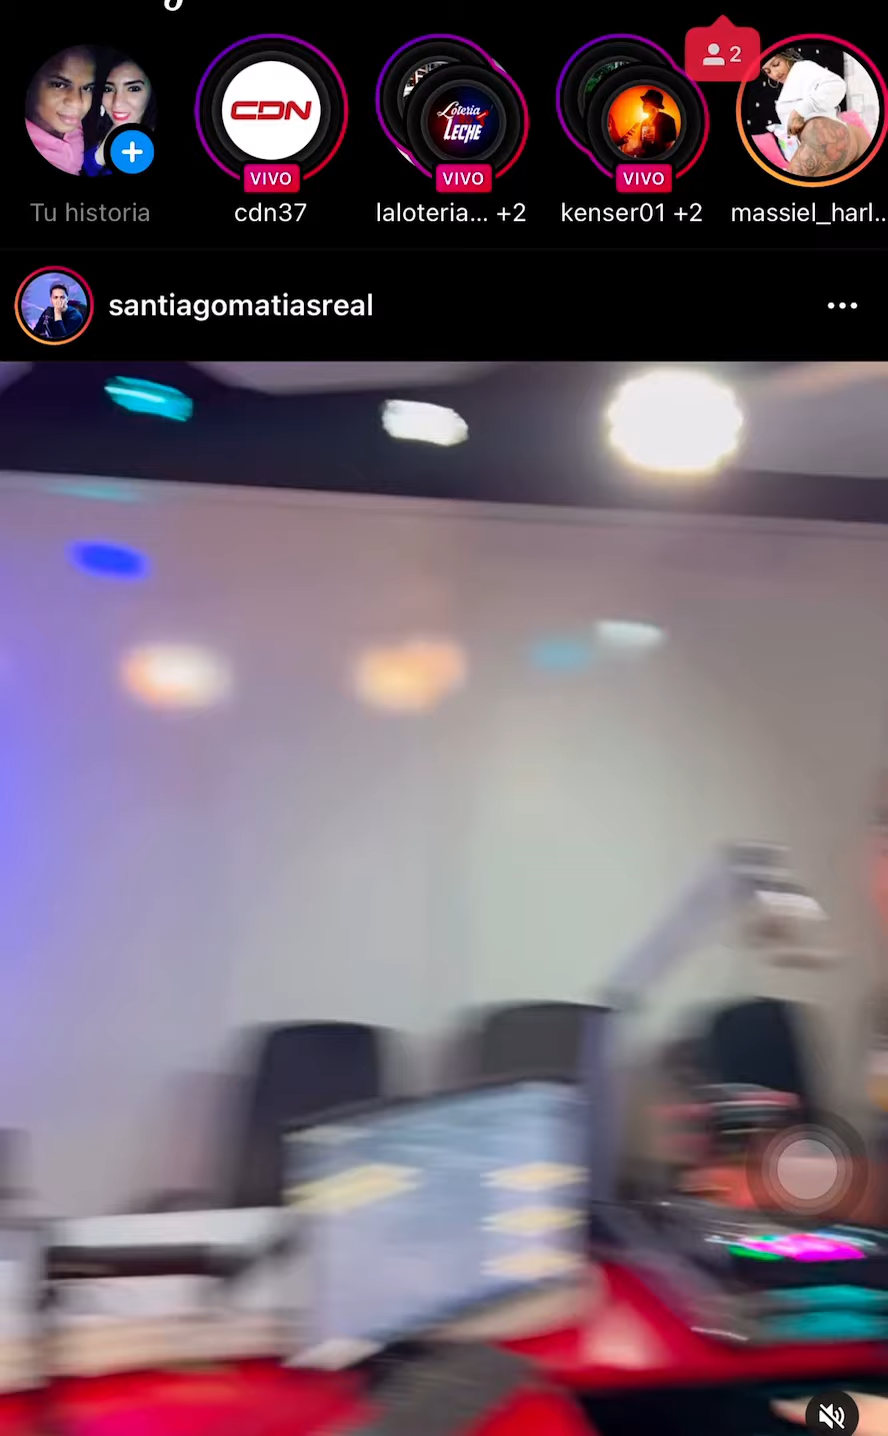 CDN
Lotería
LECHE
2
VIVO
VIVO
VIVO
Tu historia
cdn37
laloteria... +2
kenser01 +2
massiel_harl...
santiagomatiasreal